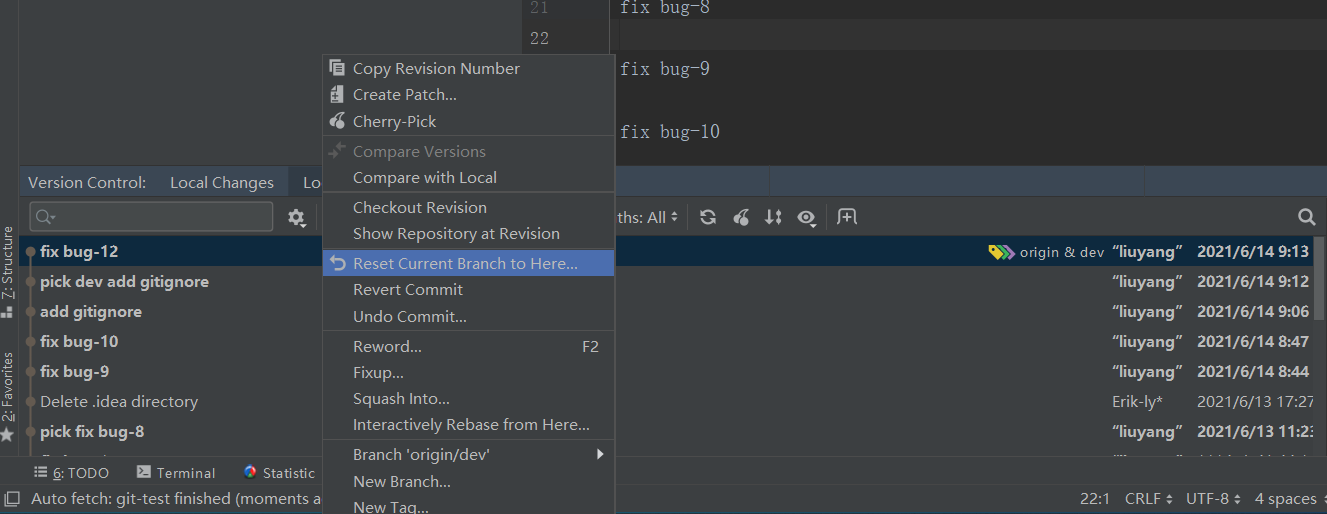 21
fix bug-8
22
fix bug-9
fix bug-10
Copy Revision Number
Create Patch...
Cherry-Pick
Compare Versions
Compare with Local
Checkout Revision
Show Repository at Revision
Reset Current Branch to Here...
Revert Commit
Undo Commit...
Reword... F2
Fixup...
Squash Into...
Interactively Rebase from Here...
Branch 'origin/dev'
New Branch...
New Tag...
Version Control: Local Changes Lo
ths: All
fix bug-12 origin & dev “liuyang” 2021/6/14 9:13
pick dev add gitignore “liuyang” 2021/6/14 9:12
add gitignore “liuyang” 2021/6/14 9:06
fix bug-10 “liuyang” 2021/6/14 8:47
fix bug-9 “liuyang” 2021/6/14 8:44
Delete .idea directory Erik-ly* 2021/6/13 17:27
pick fix bug-8 “liuyang” 2021/6/13 11:23
7: Structure
2: Favorites
6: TODO Terminal Statistic
Auto fetch: git-test finished (moments a 22:1 CRLF UTF-8 4 spaces